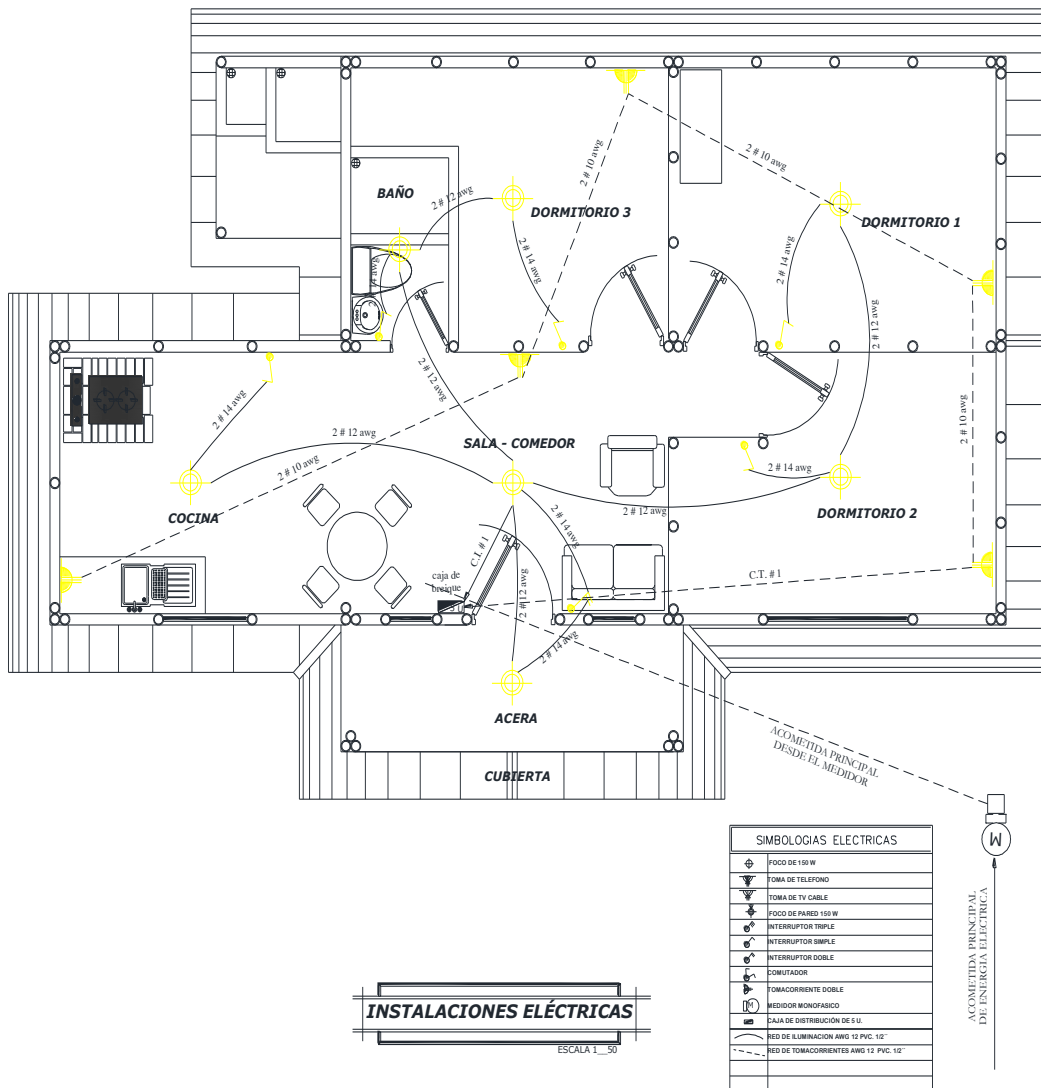 BAÑO
2 # 12 awg
DORMITORIO 3
2 # 10 awg
2 # 10 awg
DORMITORIO 1
2 # 14 awg
2 # 14 awg
2 # 12 awg
14 awg
2 # 12 awg
2 # 14 awg
2 # 12 awg
2 # 10 awg
SALA - COMEDOR
2 # 10 awg
2 # 14 awg
COCINA
2 # 12 awg
DORMITORIO 2
2 # 14 awg
C.I. # 1
caja de
breique
5 U
C.T. # 1
2 # 12 awg
2 # 14 awg
ACERA
CUBIERTA
ACOMETIDA PRINCIPAL
DESDE EL MEDIDOR
M
ACOMETIDA PRINCIPAL
DE ENERGIA ELECTRICA
SIMBOLOGIAS ELECTRICAS
FOCO DE 150 W
TOMA DE TELEFONO
TOMA DE TV CABLE
FOCO DE PARED 150 W
INTERRUPTOR TRIPLE
INTERRUPTOR SIMPLE
INTERRUPTOR DOBLE
COMUTADOR
TOMACORRIENTE DOBLE
M MEDIDOR MONOFASICO
CAJA DE DISTRIBUCIÓN DE 5 U.
RED DE ILUMINACION AWG 12 PVC. 1/2¨
RED DE TOMACORRIENTES AWG 12 PVC. 1/2¨
INSTALACIONES ELÉCTRICAS
ESCALA 1__50